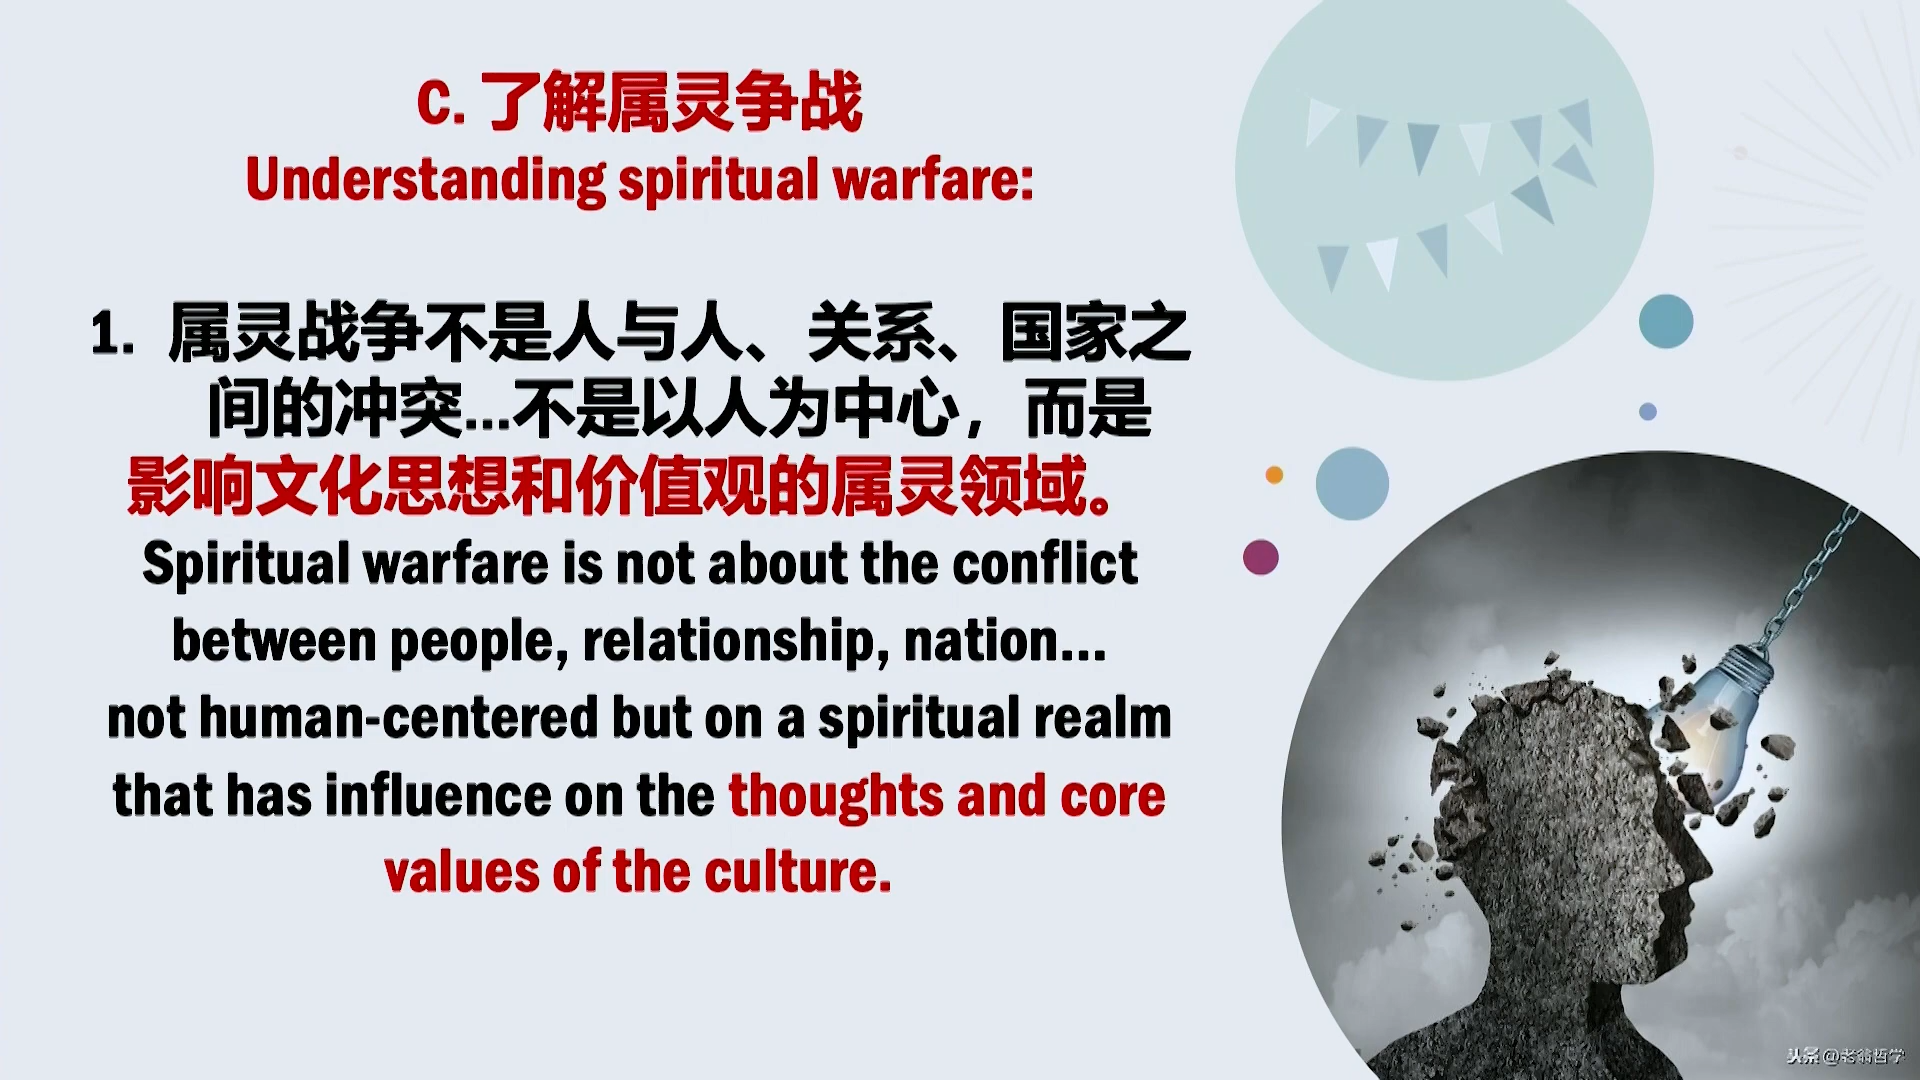 C. 了解属灵争战
Understanding spiritual warfare:
1. 属灵战争不是人与人、关系、国家之
间的冲突...不是以人为中心，而是
影响文化思想和价值观的属灵领域。
Spiritual warfare is not about the conflict
between people, relationship, nation...
not human-centered but on a spiritual realm
that has influence on the thoughts and core
values of the culture.
头条 @老翁哲学